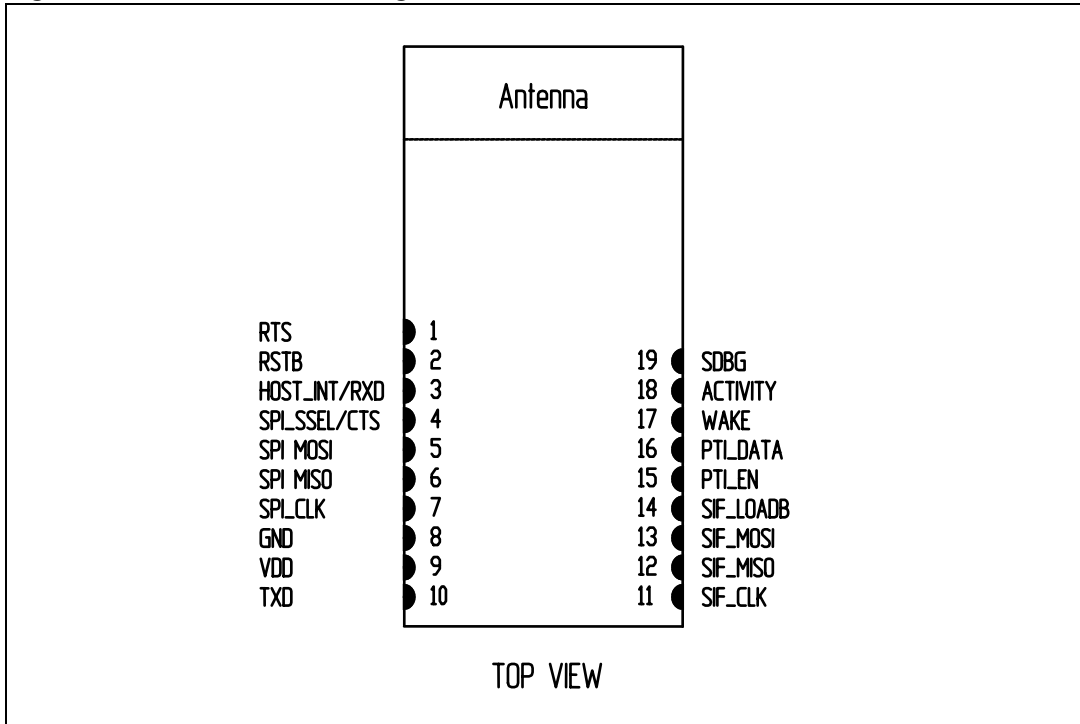 Antenna
RTS 1
RSTB 2 19 SDBG
HOST_INT/RXD 3 18 ACTIVITY
SPI_SSEL/CTS 4 17 WAKE
SPI MOSI 5 16 PTI_DATA
SPI MISO 6 15 PTI_EN
SPI_CLK 7 14 SIF_LOADB
GND 8 13 SIF_MOSI
VDD 9 12 SIF_MISO
TXD 10 11 SIF_CLK
TOP VIEW